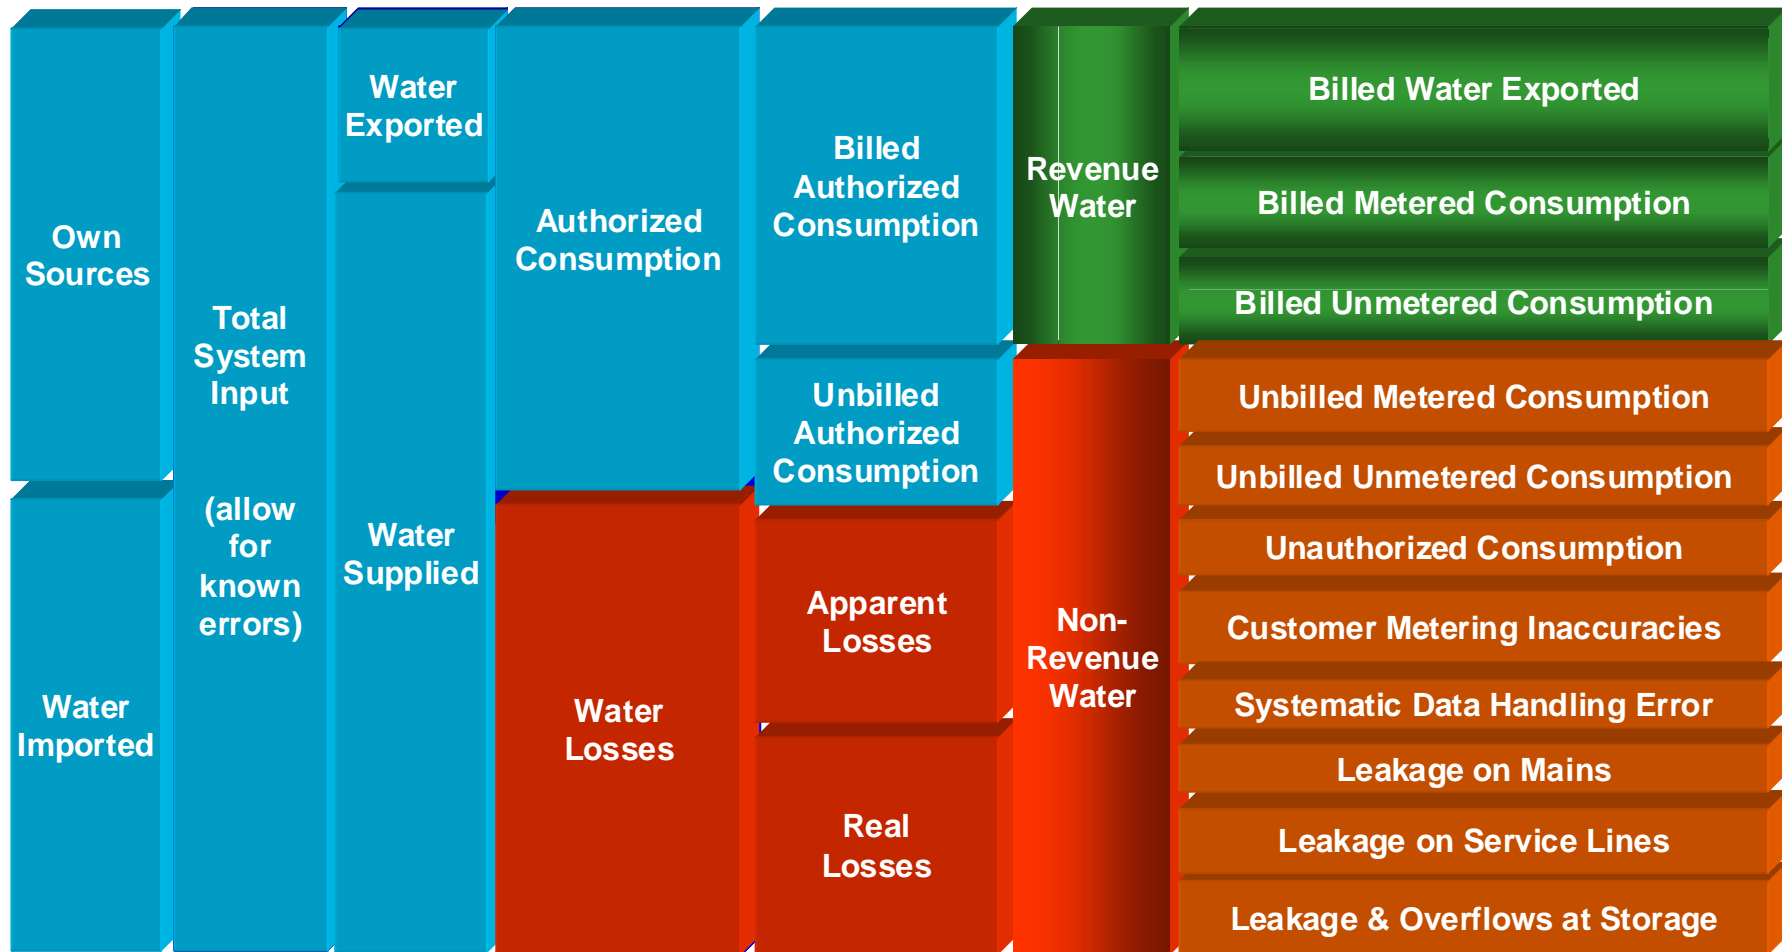 Own
Sources
Water
Imported
Total
System
Input
(allow
for
known
errors)
Water
Exported
Water
Supplied
Authorized
Consumption
Water
Losses
Billed
Authorized
Consumption
Unbilled
Authorized
Consumption
Apparent
Losses
Real
Losses
Revenue
Water
Non-
Revenue
Water
Billed Water Exported
Billed Metered Consumption
Billed Unmetered Consumption
Unbilled Metered Consumption
Unbilled Unmetered Consumption
Unauthorized Consumption
Customer Metering Inaccuracies
Systematic Data Handling Error
Leakage on Mains
Leakage on Service Lines
Leakage & Overflows at Storage